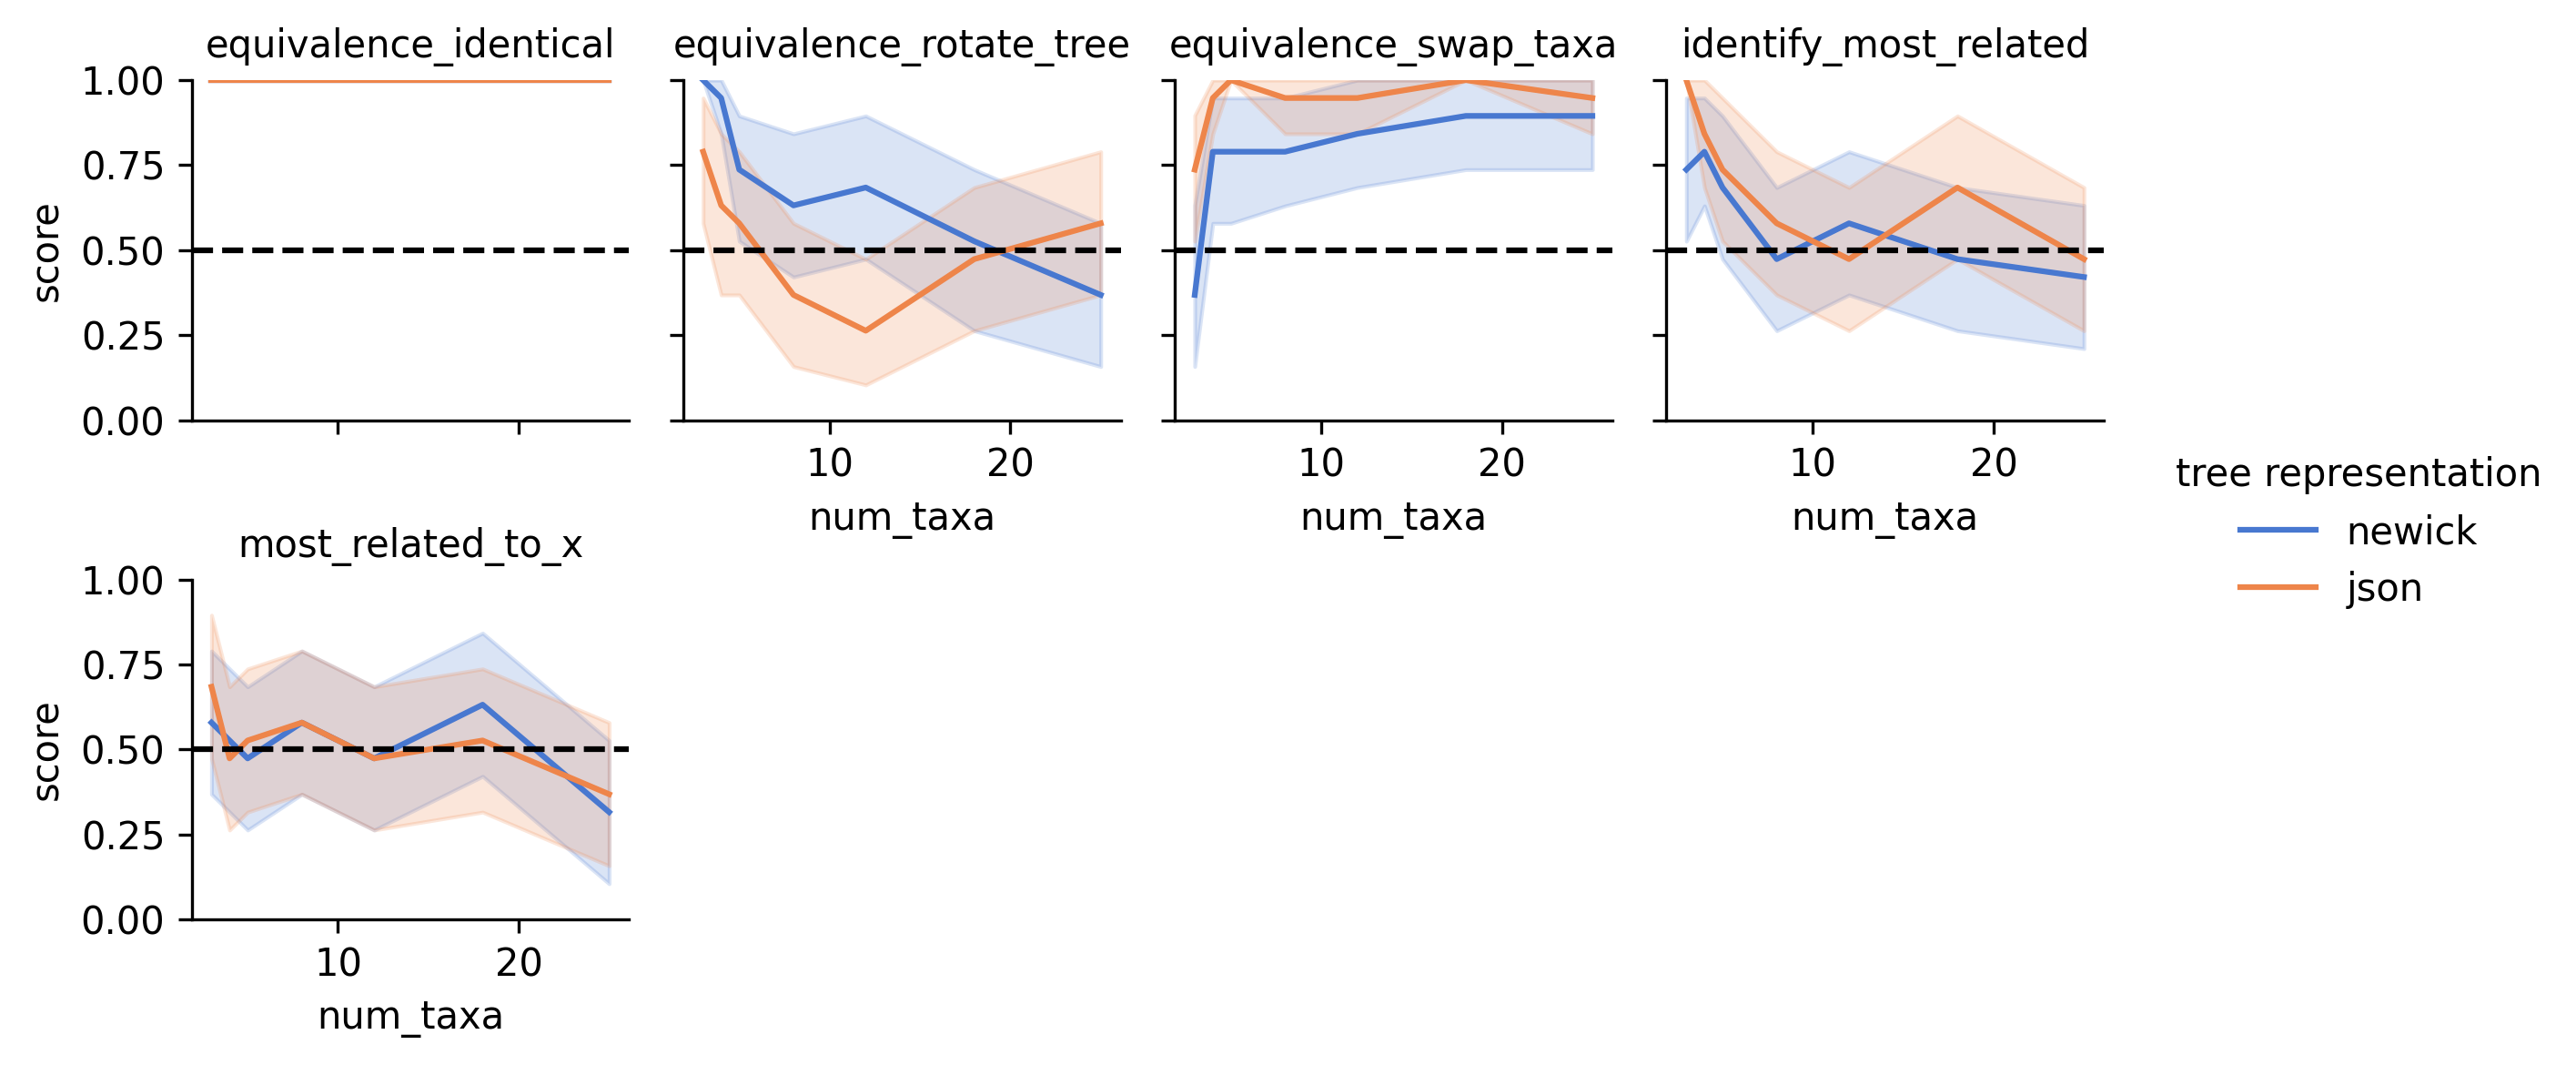 equivalence_identical equivalence_rotate_tree equivalence_swap_taxa identify_most_related
score
1.00
0.75
0.50
0.25
0.00
10 20 10 20 10 20
num_taxa num_taxa num_taxa
tree representation
newick
json
most_related_to_x
score
1.00
0.75
0.50
0.25
0.00
10 20
num_taxa